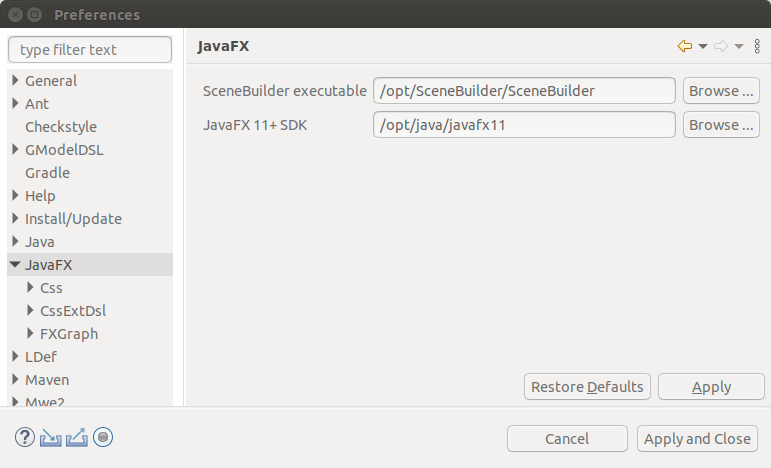 Preferences
type filter text
General
Ant
Checkstyle
GModelDSL
Gradle
Help
Install/Update
Java
JavaFX
Css
CssExtDsl
FXGraph
LDef
Maven
Mwe2
JavaFX
SceneBuilder executable /opt/SceneBuilder/SceneBuilder Browse ...
JavaFX 11+ SDK /opt/java/javafx11 Browse ...
Restore Defaults Apply
Cancel Apply and Close